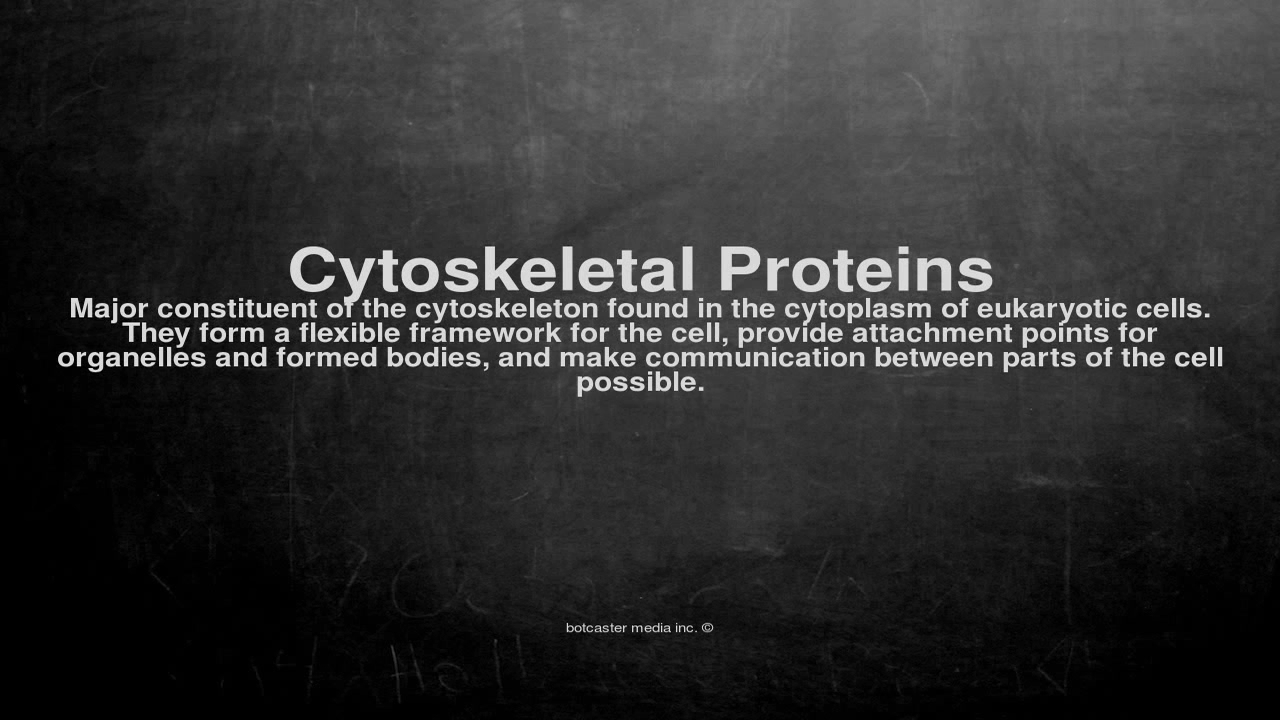 Cytoskeletal Proteins
Major constituent of the cytoskeleton found in the cytoplasm of eukaryotic cells.
They form a flexible framework for the cell, provide attachment points for
organelles and formed bodies, and make communication between parts of the cell
possible.
botcaster media inc. ©